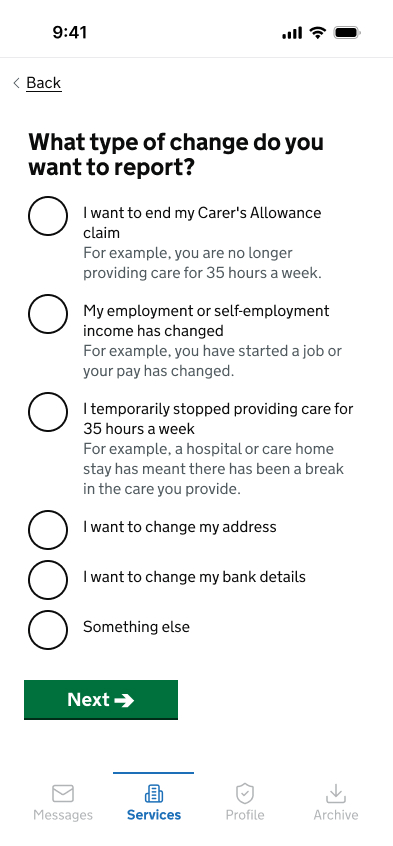 9:41
Back
What type of change do you
want to report?
I want to end my Carer's Allowance
claim
For example, you are no longer
providing care for 35 hours a week.
My employment or self-employment
income has changed
For example, you have started a job or
your pay has changed.
I temporarily stopped providing care for
35 hours a week
For example, a hospital or care home
stay has meant there has been a break
in the care you provide.
I want to change my address
I want to change my bank details
Something else
Next
Messages
Services
Profile
Archive